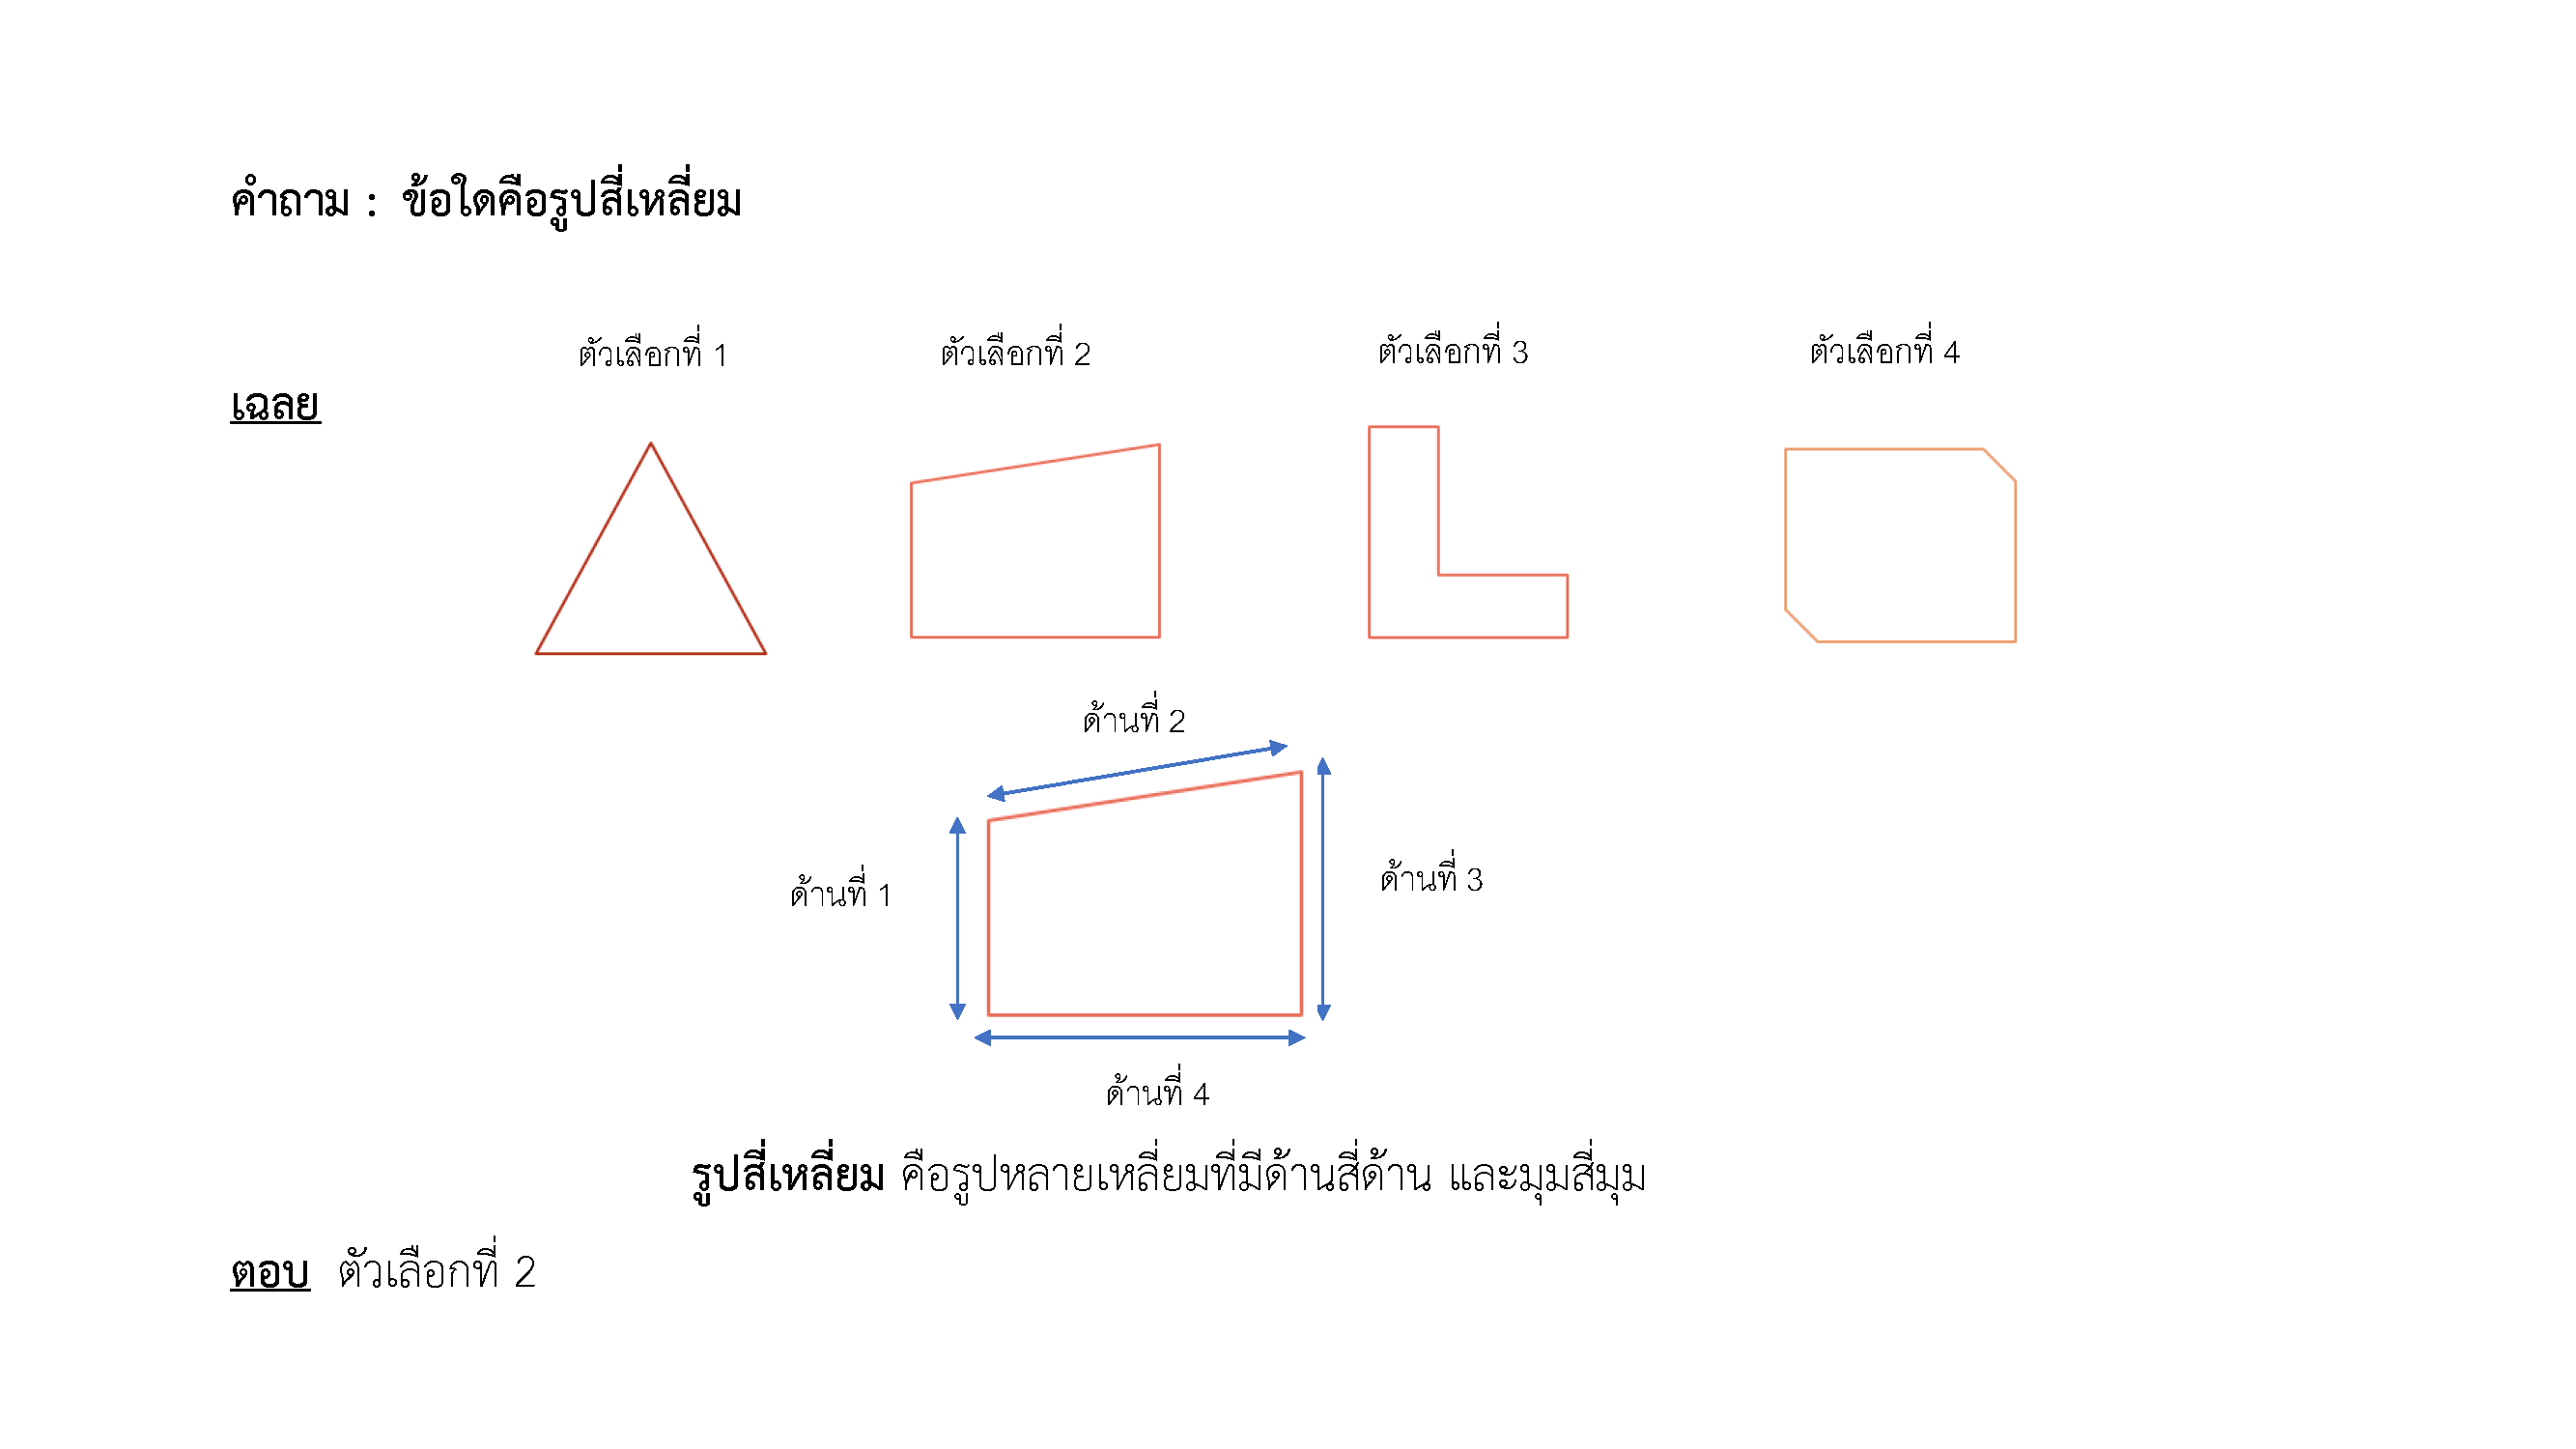 คำถาม : ข้อใดคือรูปสี่เหลี่ยม
ตัวเลือกที่ 1 ตัวเลือกที่ 2 ตัวเลือกที่ 3 ตัวเลือกที่ 4
เฉลย
ด้านที่ 2
ด้านที่ 1 ด้านที่ 3
ด้านที่ 4
รูปสี่เหลี่ยม คือรูปหลายเหลี่ยมที่มีด้านสี่ด้าน และมุมสี่มุม
ตอบ ตัวเลือกที่ 2